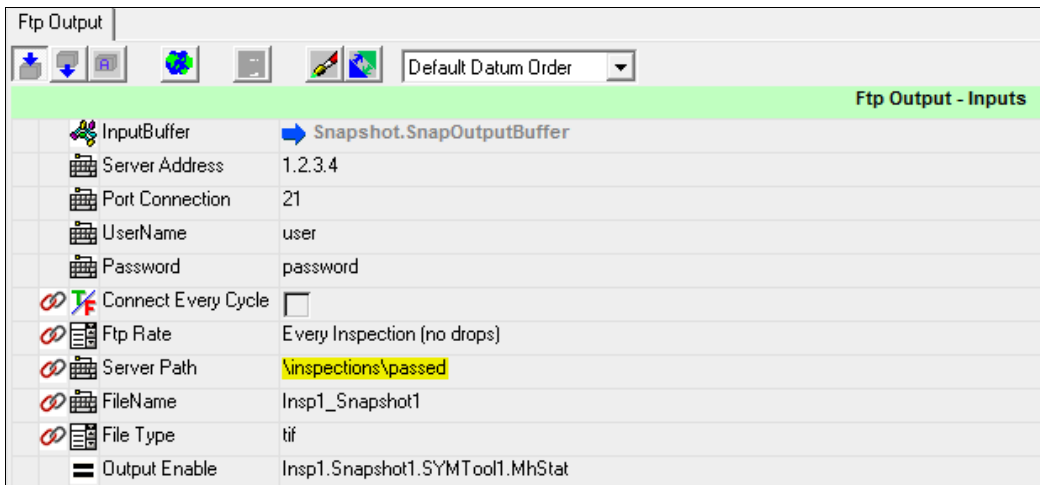 Ftp Output
A
Default Datum Order
Ftp Output - Inputs
InputBuffer Snapshot.SnapOutputBuffer
Server Address 1.2.3.4
Port Connection 21
UserName user
Password password
T/F Connect Every Cycle
Ftp Rate Every Inspection (no drops)
Server Path \inspections\passed
FileName Insp1_Snapshot1
File Type tif
Output Enable Insp1.Snapshot1.SYMTool1.MhStat